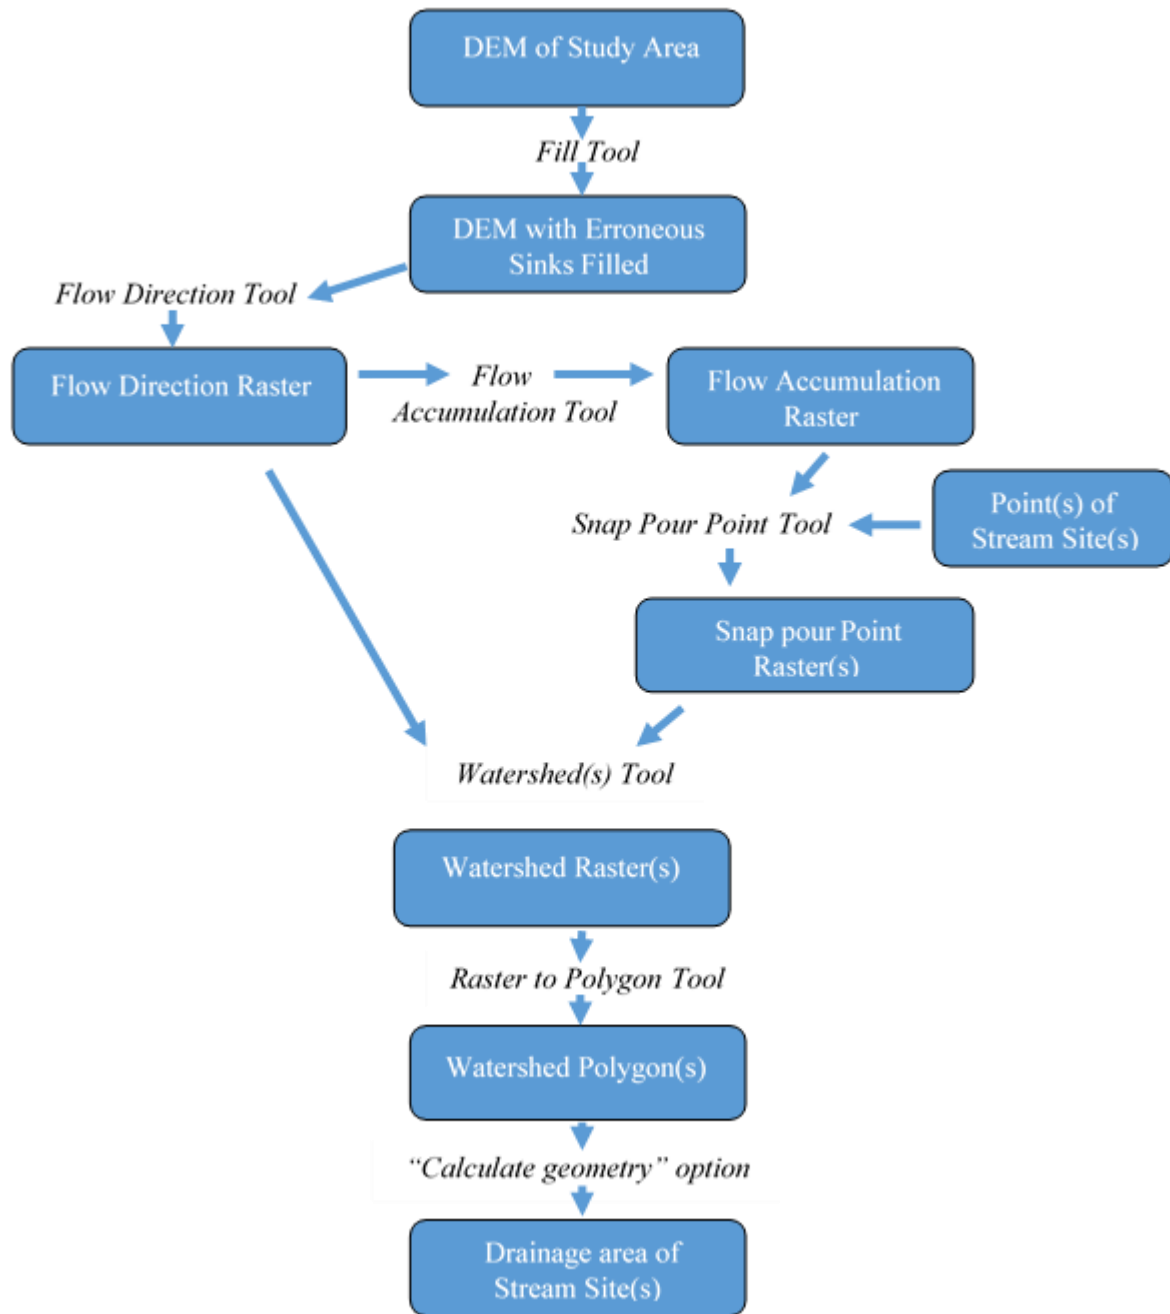 DEM of Study Area
Fill Tool
DEM with Erroneous
Sinks Filled
Flow Direction Tool
Flow Direction Raster
Flow
Accumulation Tool
Flow Accumulation
Raster
Point(s) of
Stream Site(s)
Snap Pour Point Tool
Snap pour Point
Raster(s)
Watershed(s) Tool
Watershed Raster(s)
Raster to Polygon Tool
Watershed Polygon(s)
“Calculate geometry” option
Drainage area of
Stream Site(s)